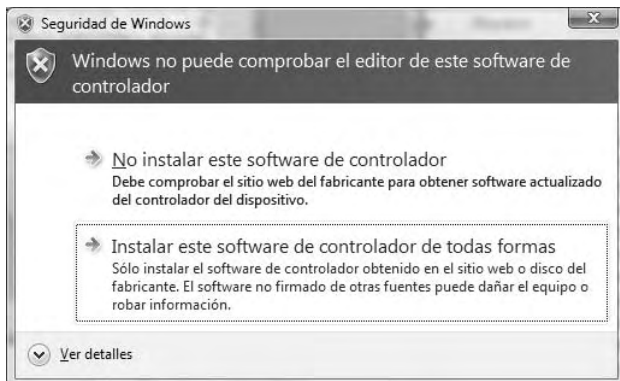 Seguridad de Windows
Windows no puede comprobar el editor de este software de
controlador
No instalar este software de controlador
Debe comprobar el sitio web del fabricante para obtener software actualizado
del controlador del dispositivo.
Instalar este software de controlador de todas formas
Sólo instalar el software de controlador obtenido en el sitio web o disco del
fabricante. El software no firmado de otras fuentes puede dañar el equipo o
robar información.
Ver detalles